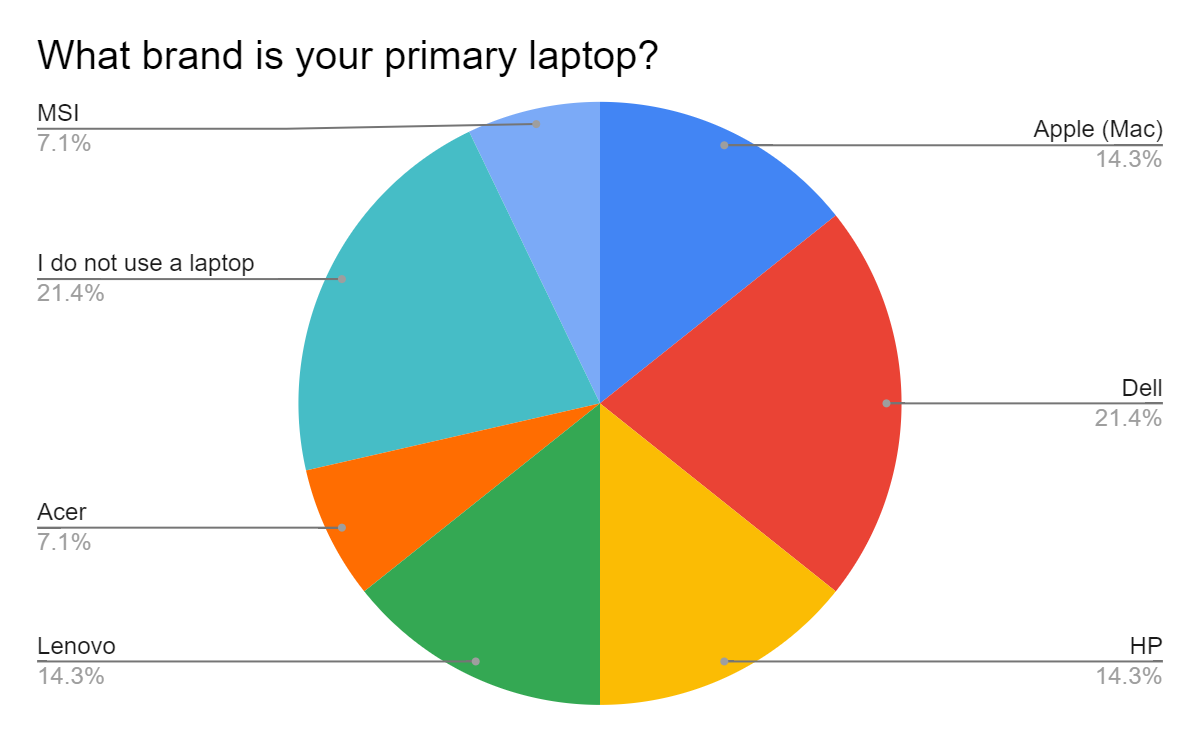 What brand is your primary laptop?
MSI
7.1%
Apple (Mac)
14.3%
I do not use a laptop
21.4%
Dell
21.4%
Acer
7.1%
Lenovo
14.3%
HP
14.3%